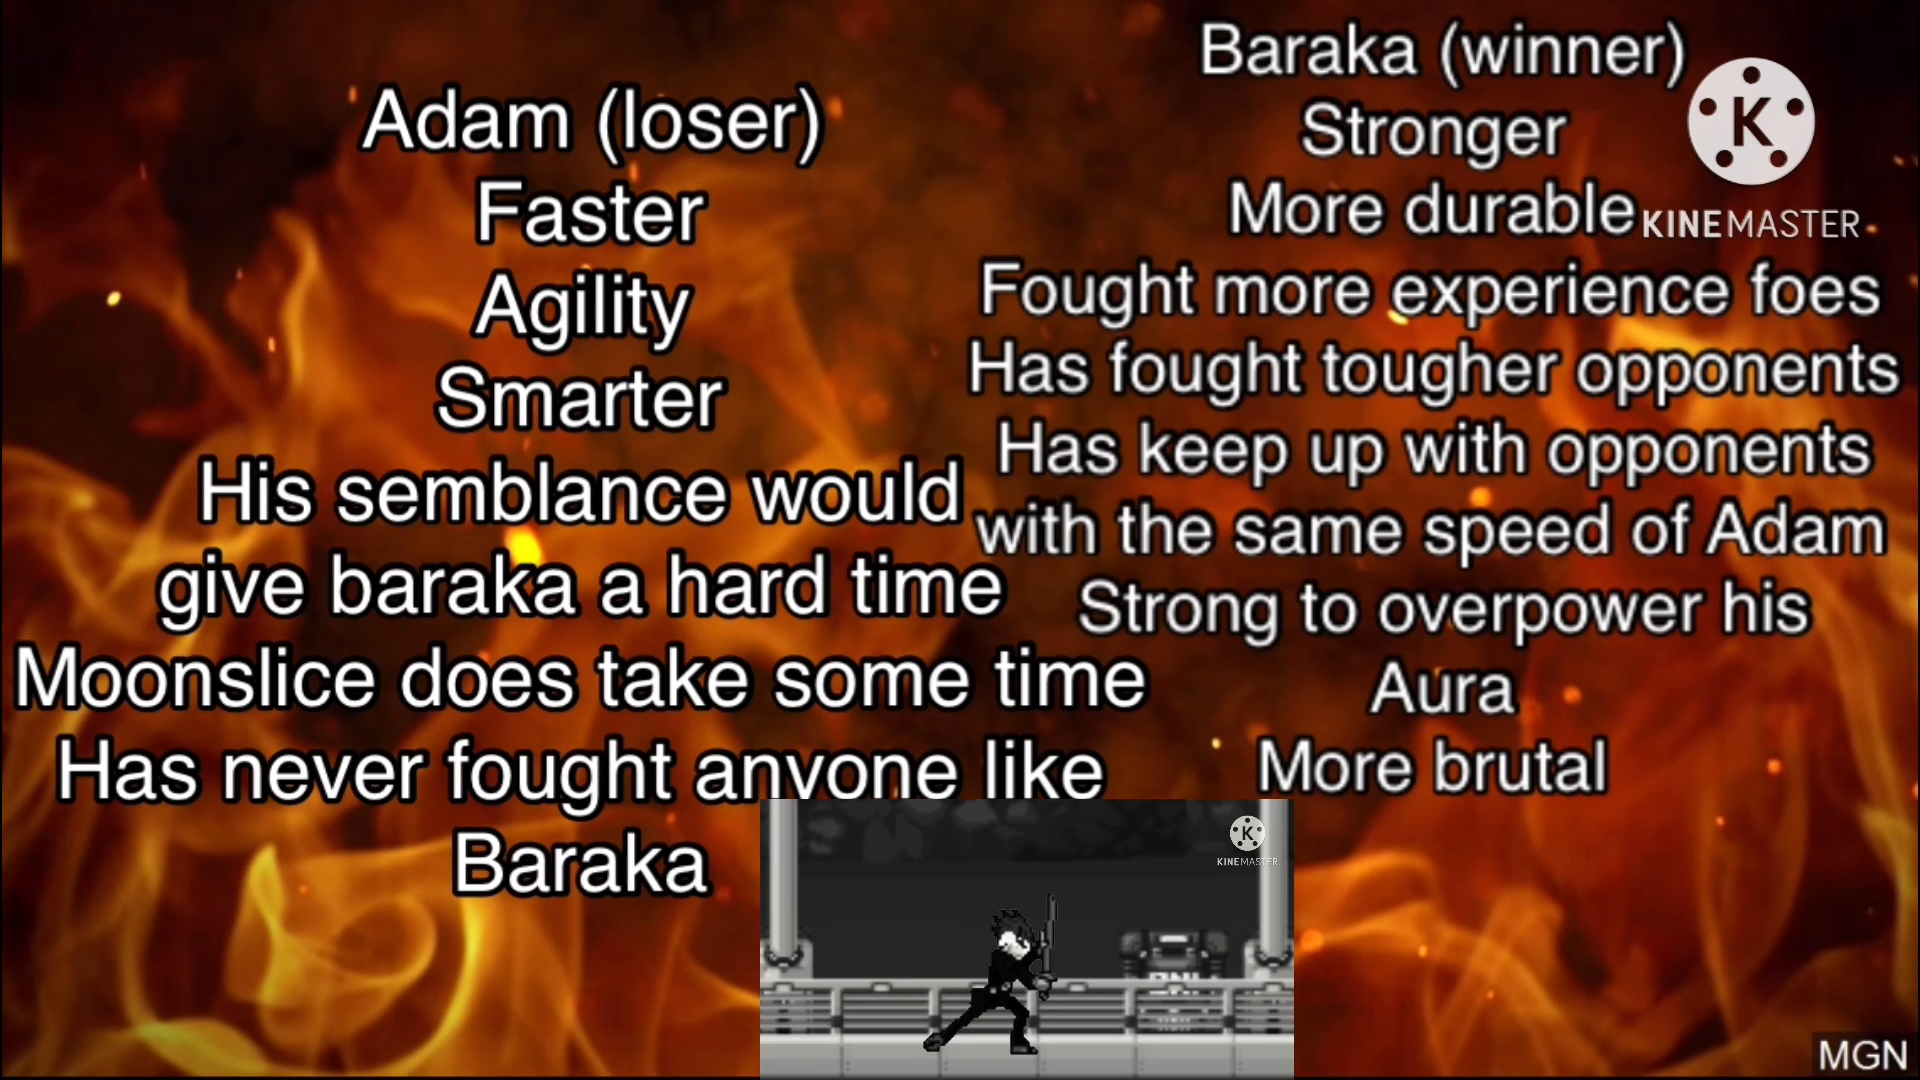 Adam (loser)
Faster
Agility
Smarter
His semblance would
give baraka a hard time
Moonslice does take some time
Has never fought anyone like
Baraka
Baraka (winner)
Stronger
More durable
Fought more experience foes
Has fought tougher opponents
Has keep up with opponents
with the same speed of Adam
Strong to overpower his
Aura
More brutal
K
KINEMASTER
K
KINEMASTER
MGN